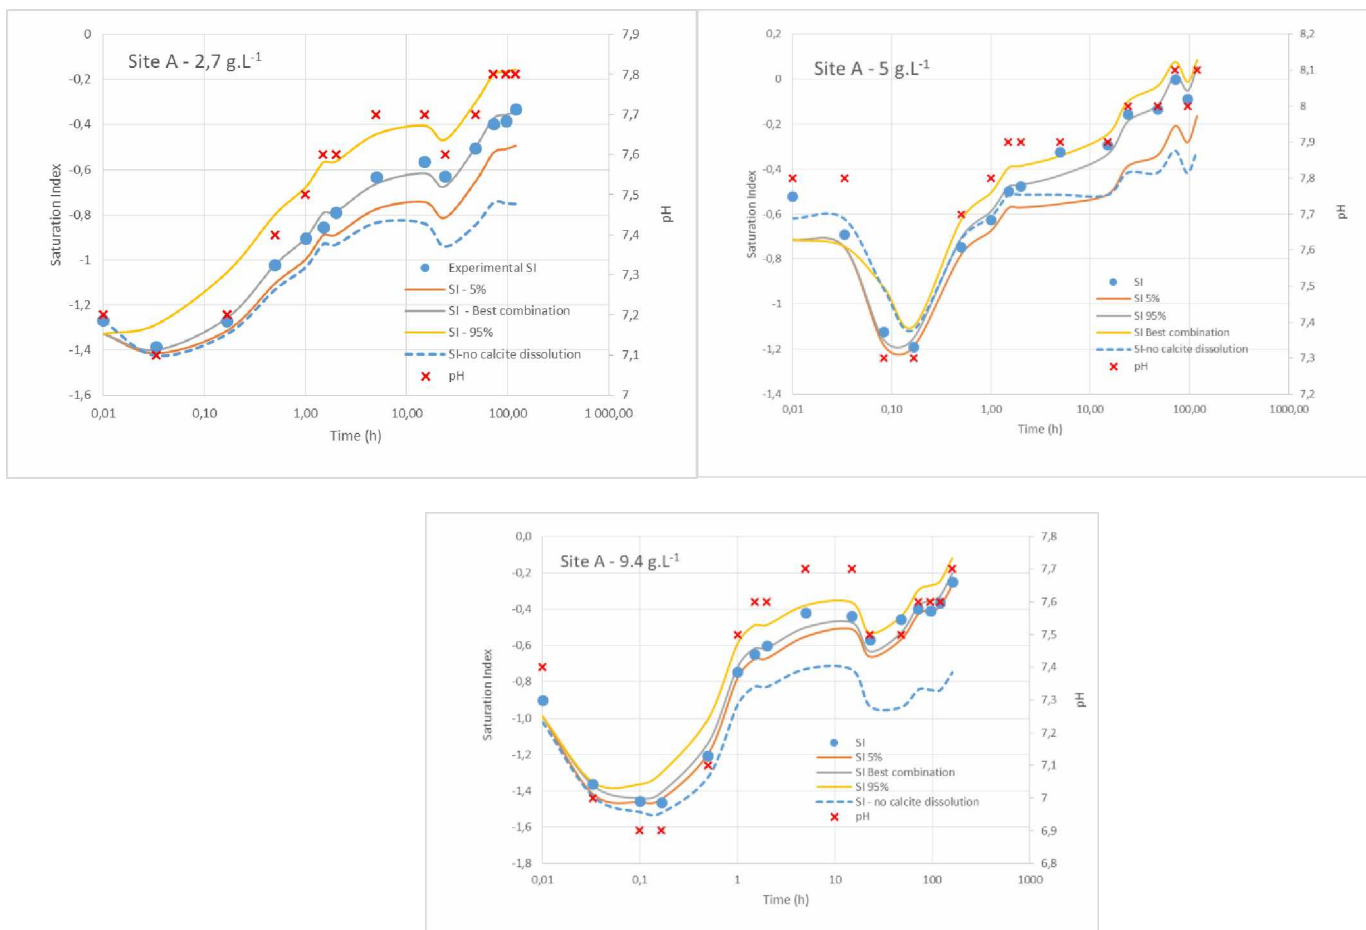 Site A - 2,7 g.L-1
0
-0,2
-0,4
-0,6
-0,8
-1
-1,2
-1,4
-1,6
Saturation Index
7,9
7,8
7,7
7,6
7,5
7,4
7,3
7,2
7,1
7
pH
Experimental SI
SI - 5%
SI - Best combination
SI - 95%
SI-no calcite dissolution
pH
0,01 0,10 1,00 10,00 100,00 1 000,00
Time (h)
Site A - 5 g.L-1
0,2
0
-0,2
-0,4
-0,6
-0,8
-1
-1,2
-1,4
Saturation Index
8,2
8,1
8
7,9
7,8
7,7
7,6
7,5
7,4
7,3
7,2
pH
SI
SI 5%
SI 95%
SI Best combination
SI-no calcite dissolution
pH
0,01 0,10 1,00 10,00 100,00 1000,00
Time (h)
Site A - 9.4 g.L-1
0,0
-0,2
-0,4
-0,6
-0,8
-1,0
-1,2
-1,4
-1,6
-1,8
Saturation Index
7,8
7,7
7,6
7,5
7,4
7,3
7,2
7,1
7
6,9
6,8
pH
SI
SI 5%
SI Best combination
SI 95%
SI - no calcite dissolution
pH
0,01 0,1 1 10 100 1000
Time (h)